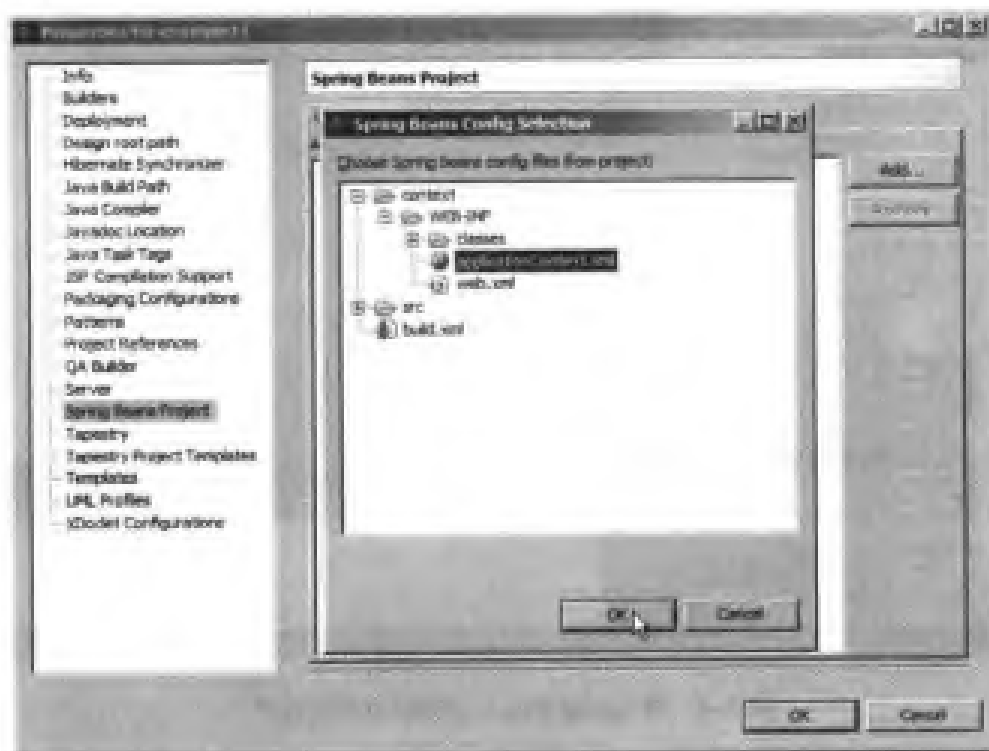 Info
Builders
Deployment
Design root path
Hibernate Synchronizer
Java Build Path
Java Compiler
Javadoc Location
Java Task Tags
JSP Compilation Support
Packaging Configurations
Patterns
Project References
QA Builder
Server
Spring Beans Project
Tapestry
Tapestry Project Templates
Templates
UML Profiles
XDoclet Configurations
Spring Beans Project
Spring Beans Config Selection
Choose Spring beans config files from project:
context
WEB-INF
classes
applicationContext.xml
web.xml
src
build.xml
OK
Cancel
Add...
Remove
OK
Cancel